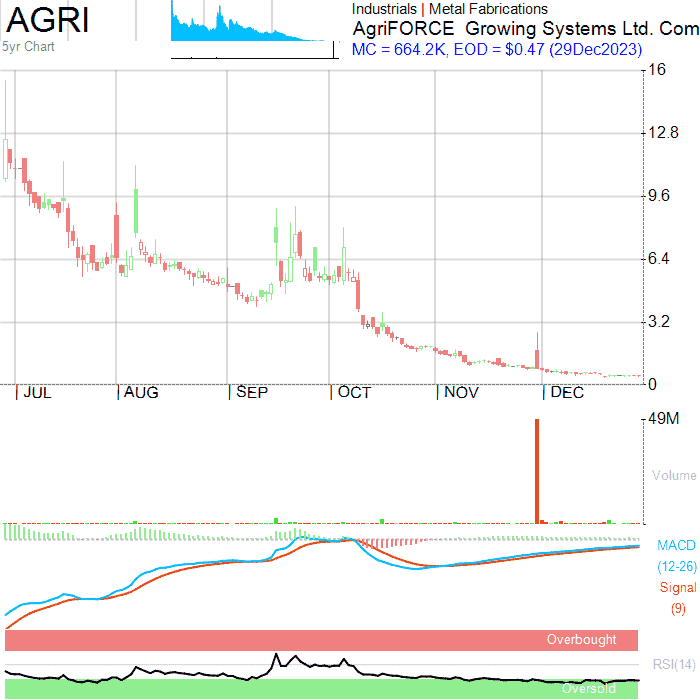 AGRI
5yr Chart
Industrials | Metal Fabrications
AgriFORCE Growing Systems Ltd. Com
MC = 664.2K, EOD = $0.47 (29Dec2023)
16
12.8
9.6
6.4
3.2
0
JUL AUG SEP OCT NOV DEC
49M
Volume
MACD
(12-26)
Signal
(9)
Overbought
RSI(14)
Oversold